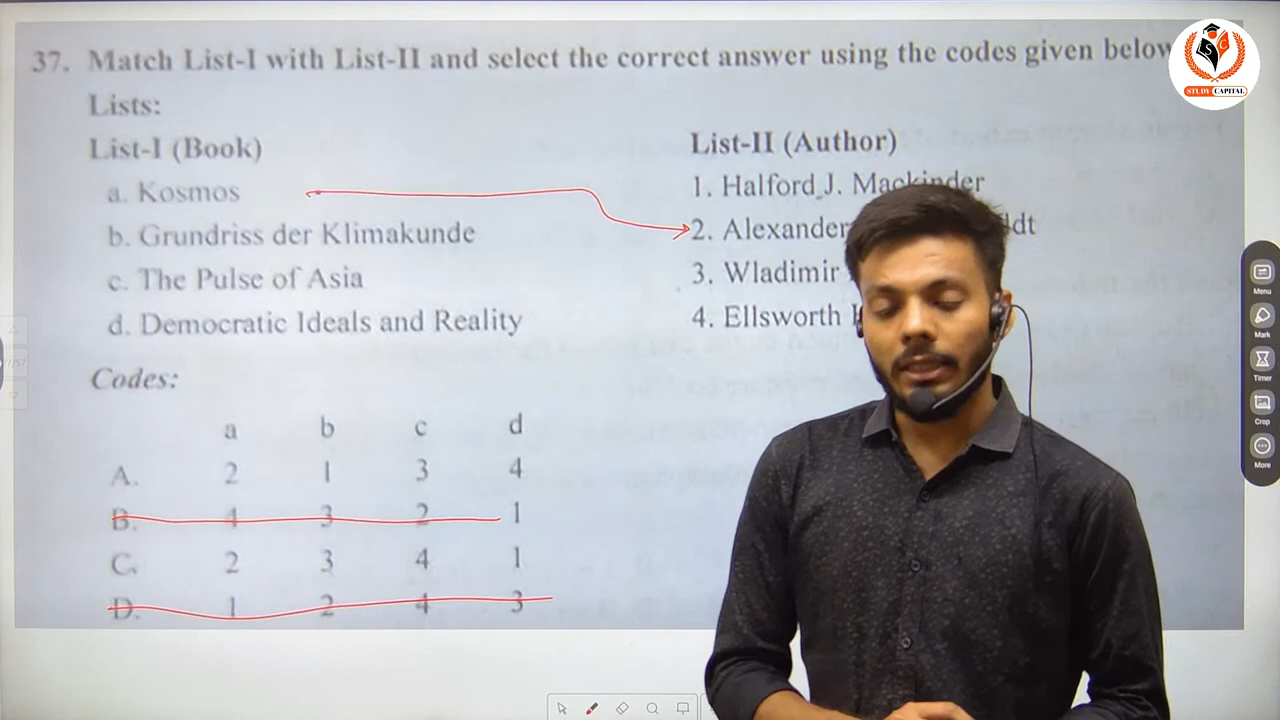 37. Match List-I with List-II and select the correct answer using the codes given below
Lists:
List-I (Book)
List-II (Author)
a. Kosmos
1. Halford J. Mackinder
b. Grundriss der Klimakunde
2. Alexander
c. The Pulse of Asia
3. Wladimir
d. Democratic Ideals and Reality
4. Ellsworth
Codes:
a b c d
A. 2 1 3 4
B. 4 3 2 1
C. 2 3 4 1
D. 1 2 4 3
SC
STUDY CAPITAL
Menu
Mark
Timer
Crop
More